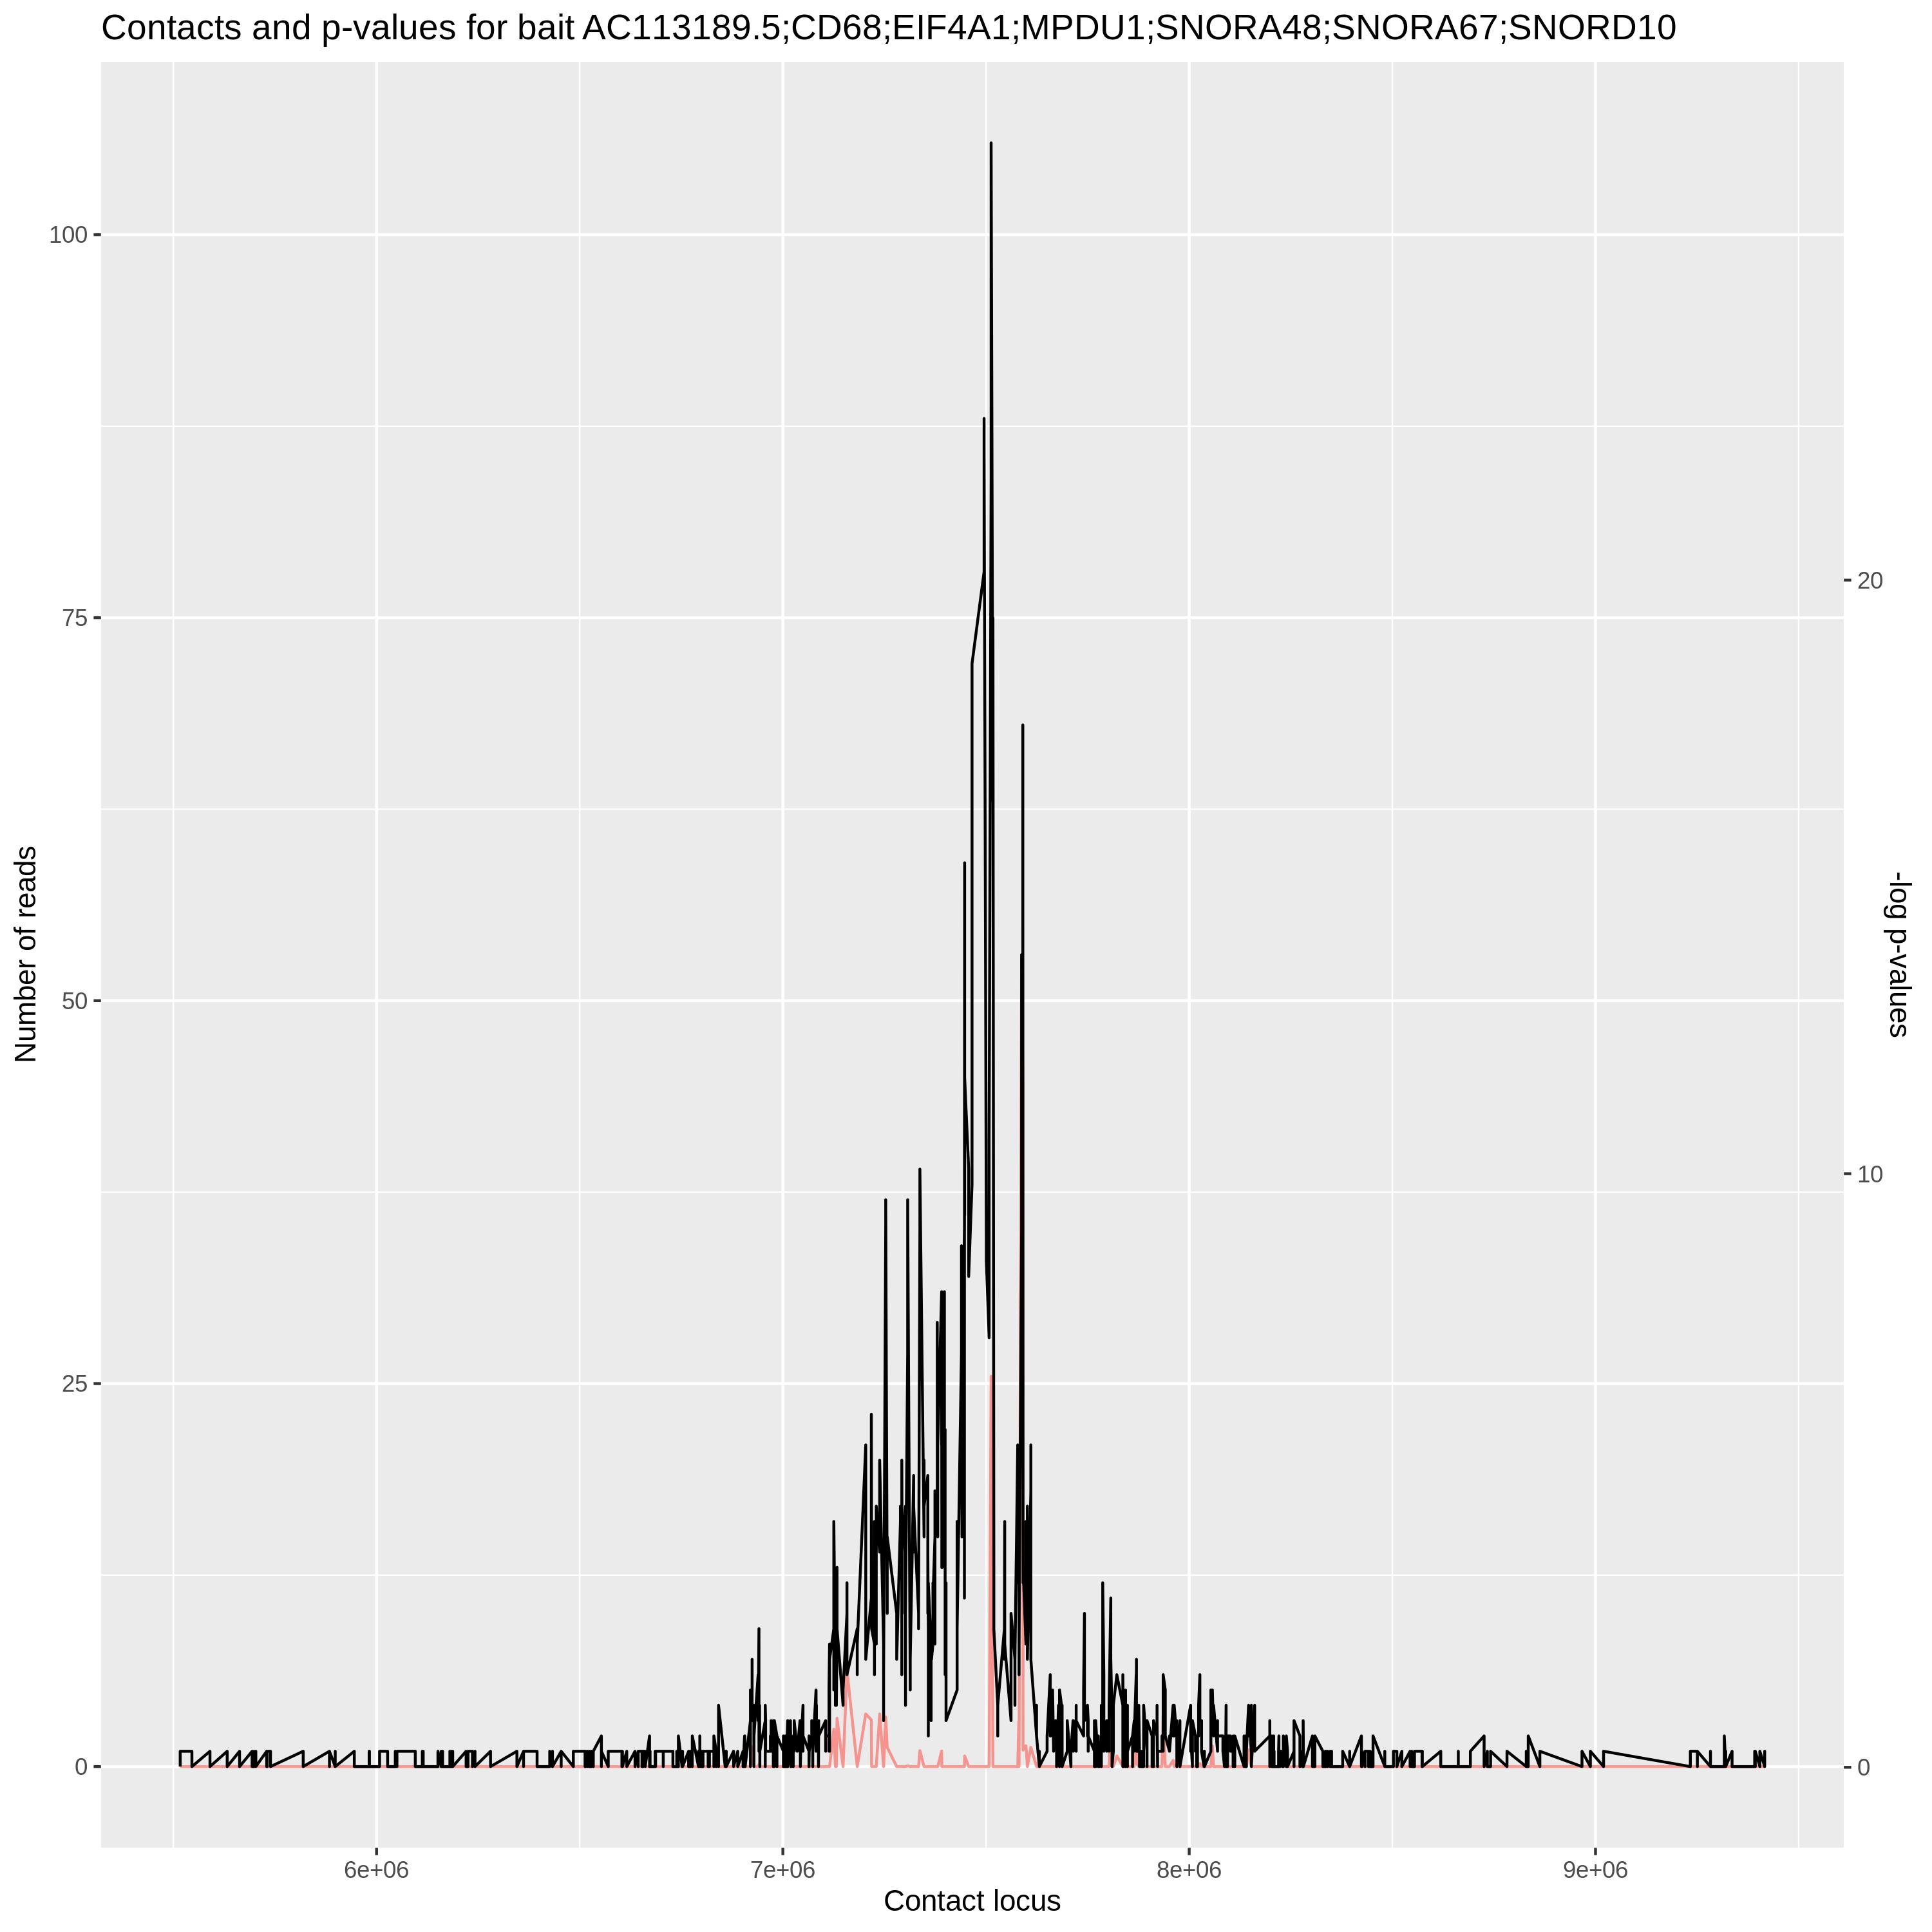 Contacts and p-values for bait AC113189.5;CD68;EIF4A1;MPDU1;SNORA48;SNORA67;SNORD10
100
75
50
25
0
Number of reads
20
10
0
-log p-values
6e+06
7e+06
8e+06
9e+06
Contact locus